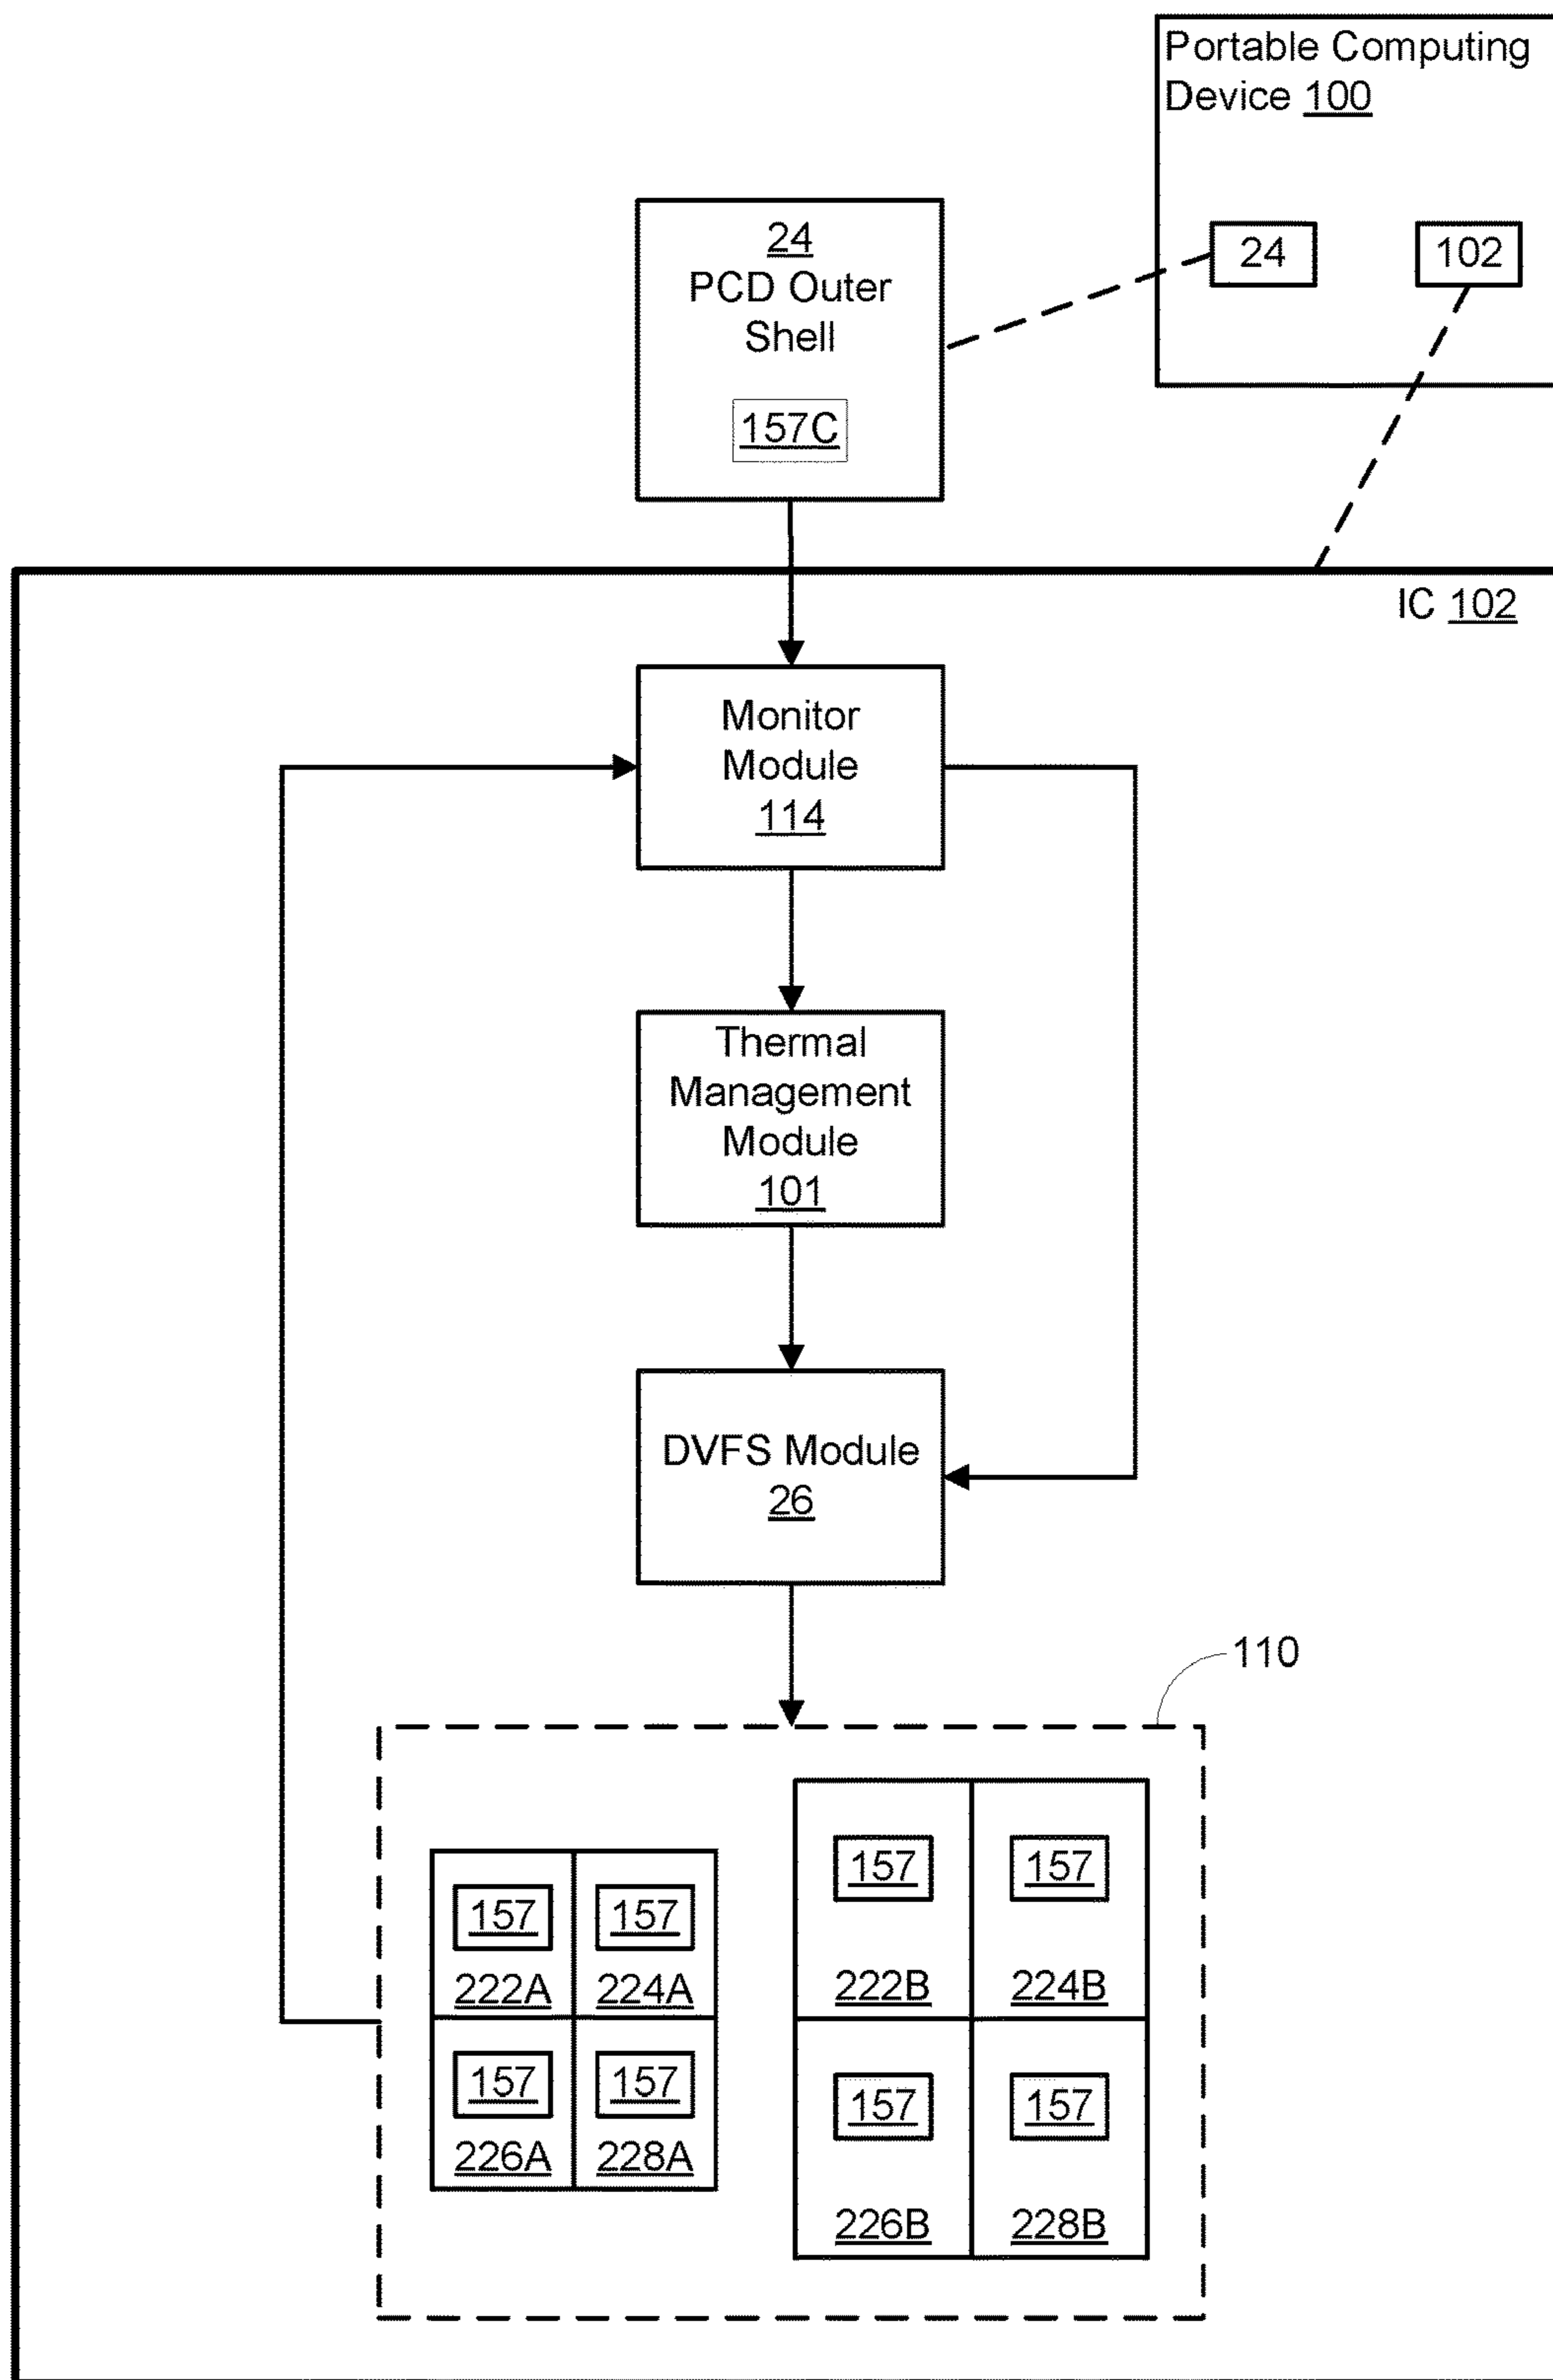 Portable Computing
Device 100
24
102
24
PCD Outer
Shell
157C
IC 102
Monitor
Module
114
Thermal
Management
Module
101
DVFS Module
26
110
157
157
222A
224A
157
157
226A
228A
157
157
222B
224B
157
157
226B
228B